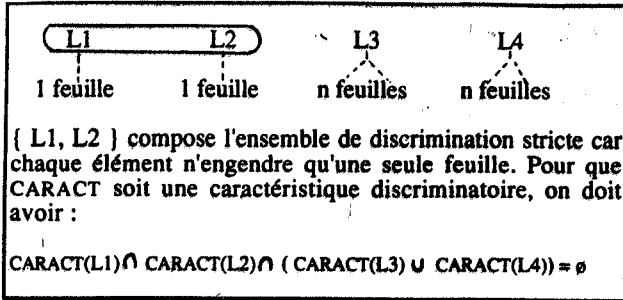 L1 L2 L3 L4
1 feuille 1 feuille n feuilles n feuilles
{ L1, L2 } compose l'ensemble de discrimination stricte car
chaque élément n'engendre qu'une seule feuille. Pour que
CARACT soit une caractéristique discriminatoire, on doit
avoir :
CARACT(L1)∩ CARACT(L2)∩ ( CARACT(L3) ∪ CARACT(L4)) = ø